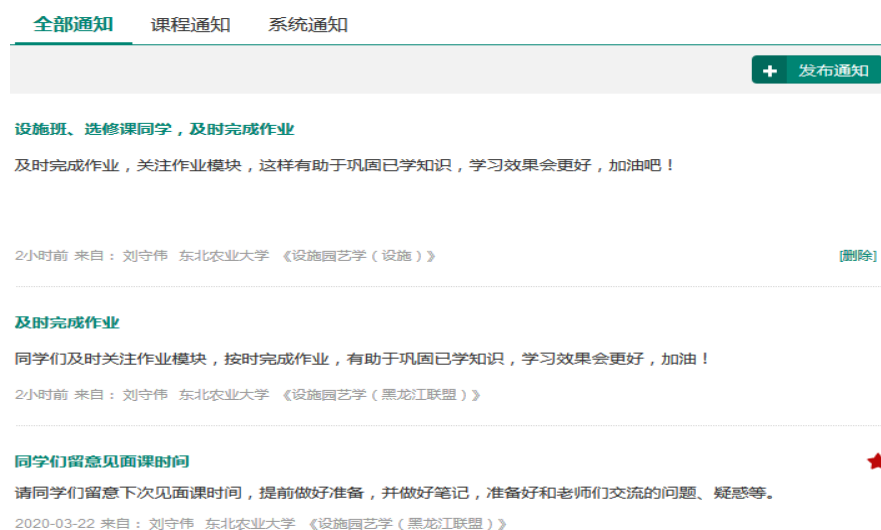 全部通知 课程通知 系统通知
+ 发布通知
设施班、选修课同学，及时完成作业
及时完成作业，关注作业模块，这样有助于巩固已学知识，学习效果会更好，加油吧！
2小时前 来自： 刘守伟 东北农业大学 《设施园艺学（设施）》 [删除]
及时完成作业
同学们及时关注作业模块，按时完成作业，有助于巩固已学知识，学习效果会更好，加油！
2小时前 来自： 刘守伟 东北农业大学 《设施园艺学（黑龙江联盟）》
同学们留意见面课时间
请同学们留意下次见面课时间，提前做好准备，并做好笔记，准备好和老师们交流的问题、疑惑等。
2020-03-22 来自： 刘守伟 东北农业大学 《设施园艺学（黑龙江联盟）》